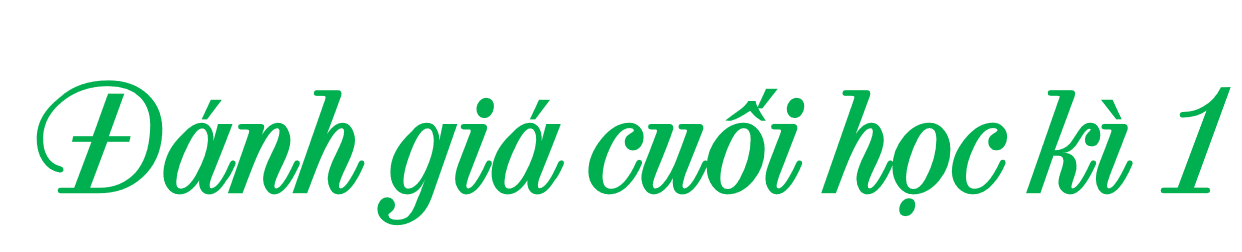 Đánh giá cuối học kì 1